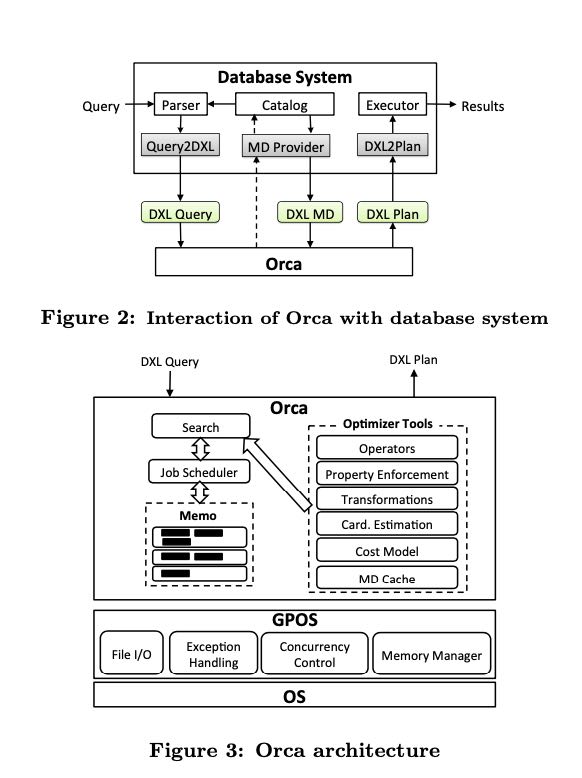 Database System
Query
Parser
Catalog
Executor
Results
Query2DXL
MD Provider
DXL2Plan
DXL Query
DXL MD
DXL Plan
Orca
Figure 2: Interaction of Orca with database system
DXL Query
DXL Plan
Orca
Search
Job Scheduler
Memo
Optimizer Tools
Operators
Property Enforcement
Transformations
Card. Estimation
Cost Model
MD Cache
GPOS
File I/O
Exception
Handling
Concurrency
Control
Memory Manager
OS
Figure 3: Orca architecture